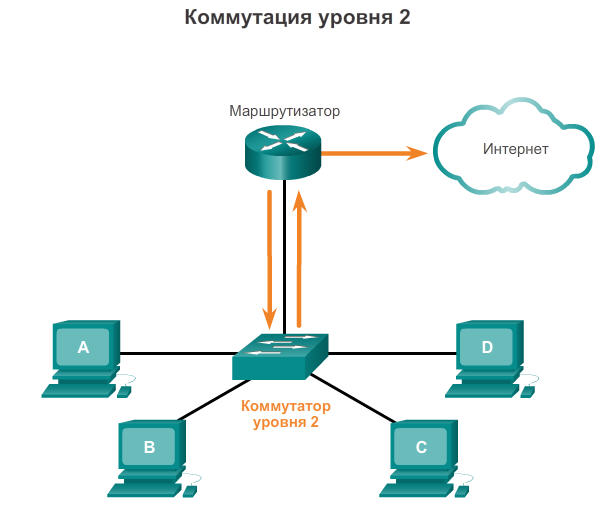 Коммутация уровня 2
Маршрутизатор
Интернет
A
D
Коммутатор
уровня 2
B
C